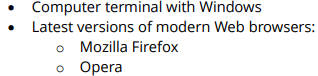 • Computer terminal with Windows
• Latest versions of modern Web browsers:
o Mozilla Firefox
o Opera